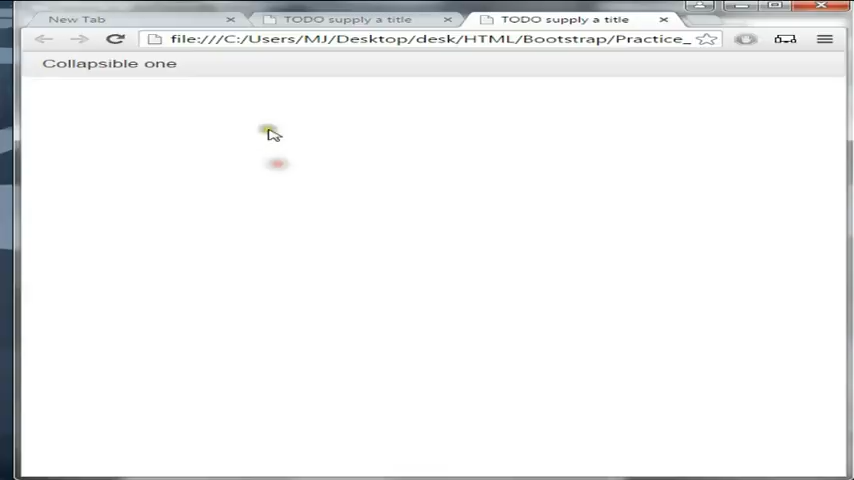 New Tab
TODO supply a title
TODO supply a title
file:///C:/Users/MJ/Desktop/desk/HTML/Bootstrap/Practice_
Collapsible one